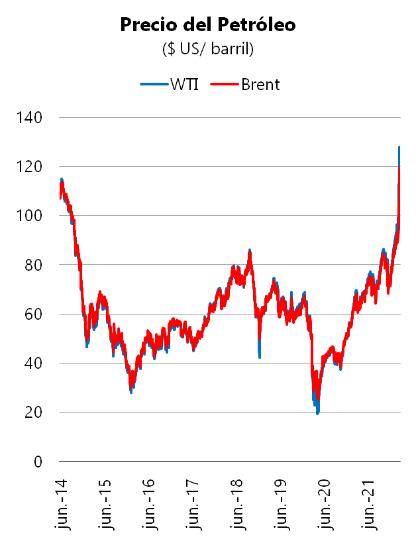 Precio del Petróleo
($ US/ barril)
WTI Brent
140
120
100
80
60
40
20
0
jun.-14 jun.-15 jun.-16 jun.-17 jun.-18 jun.-19 jun.-20 jun.-21